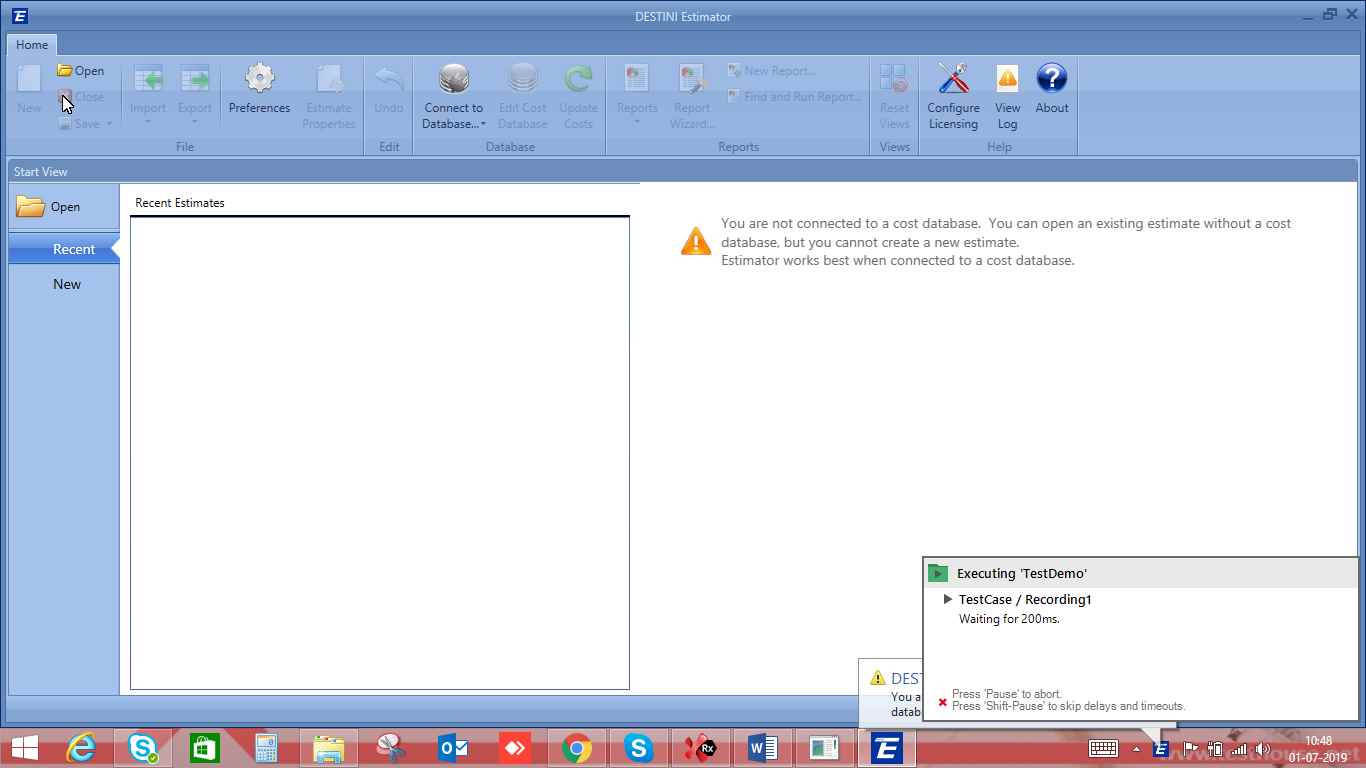 DESTINI Estimator
Home
New
Open
Close
Save
Import
Export
Preferences
Estimate
Properties
File
Undo
Edit
Connect to
Database...
Edit Cost
Database
Update
Costs
Database
Reports
Report
Wizard...
New Report...
Find and Run Report...
Reports
Reset
Views
Views
Configure
Licensing
View
Log
About
Help
Start View
Open
Recent
New
Recent Estimates
You are not connected to a cost database. You can open an existing estimate without a cost
database, but you cannot create a new estimate.
Estimator works best when connected to a cost database.
Executing 'TestDemo'
TestCase / Recording1
Waiting for 200ms.
Press 'Pause' to abort.
Press 'Shift-Pause' to skip delays and timeouts.
DEST
You a
datab
Rx
10:48
01-07-2019